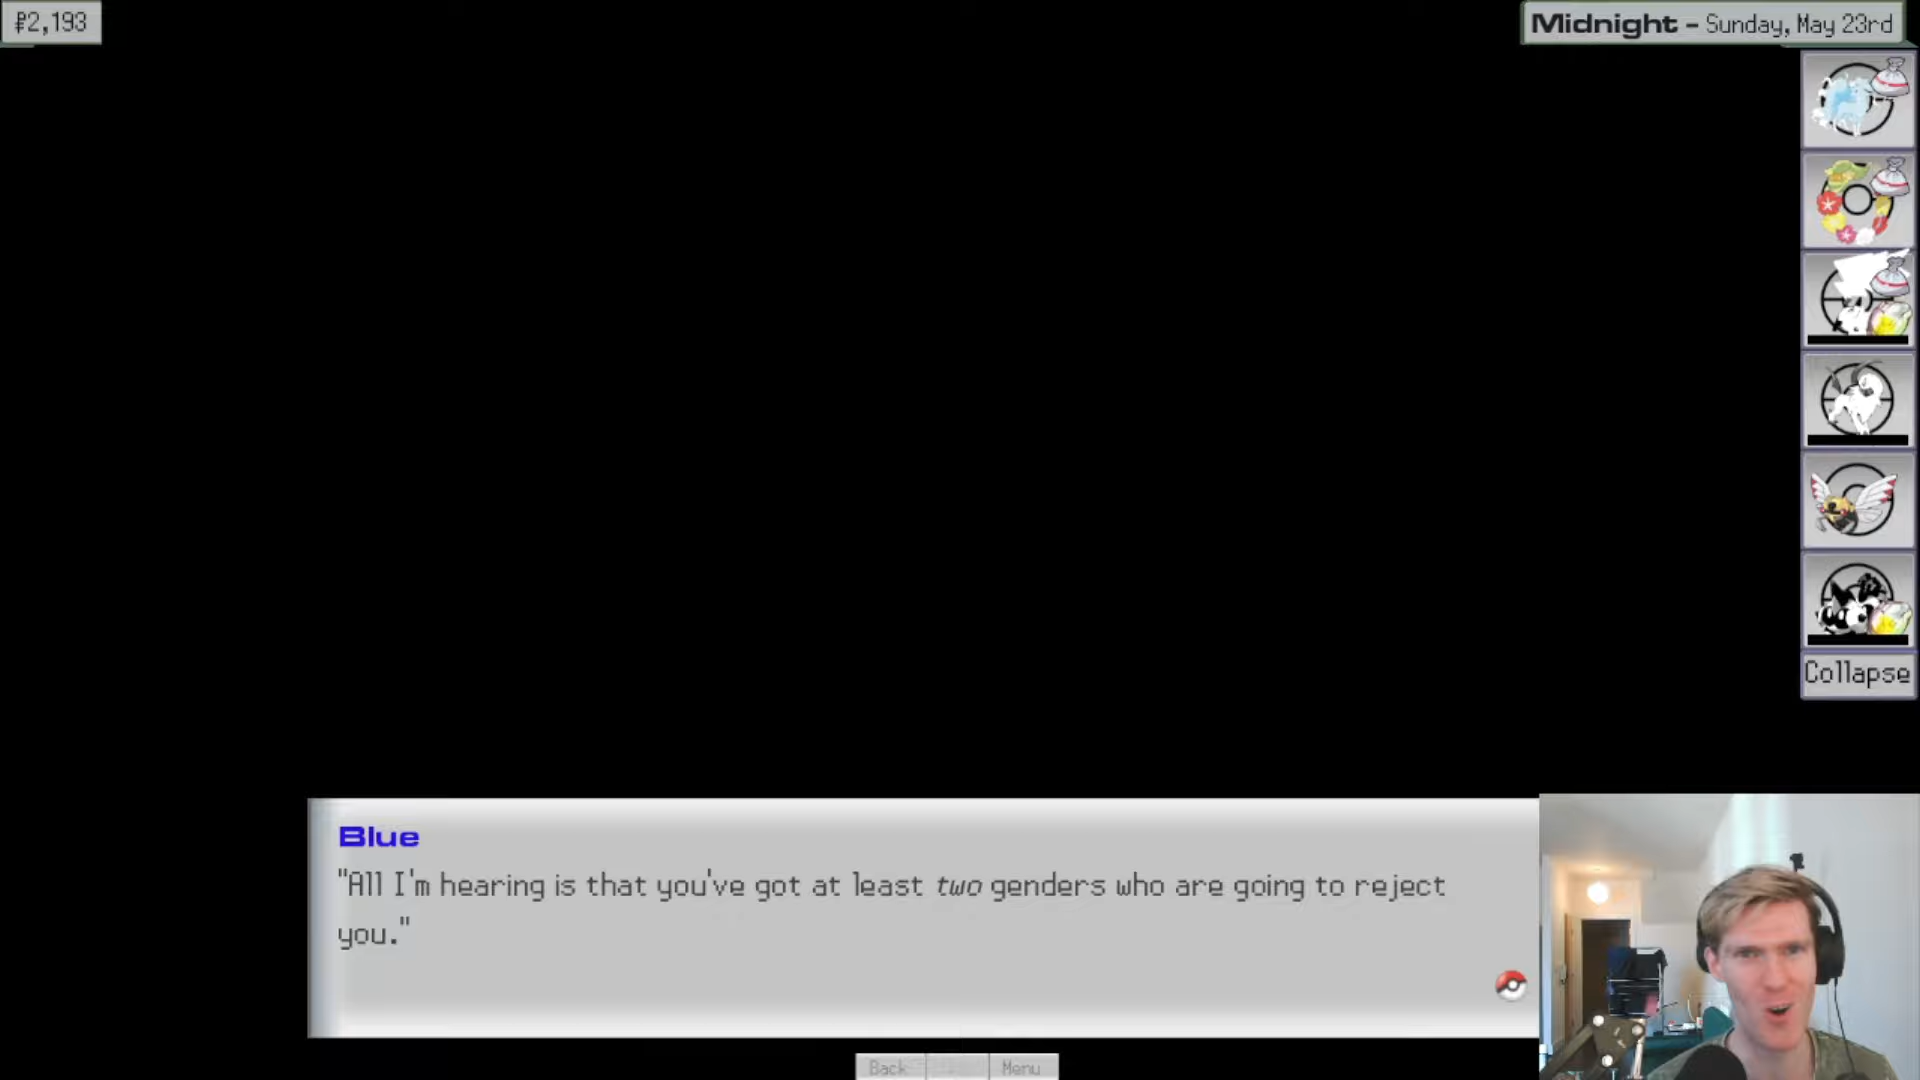 ₽2,193
Midnight - Sunday, May 23rd
Collapse
Blue
"All I'm hearing is that you've got at least two genders who are going to reject
you."
Back
Menu